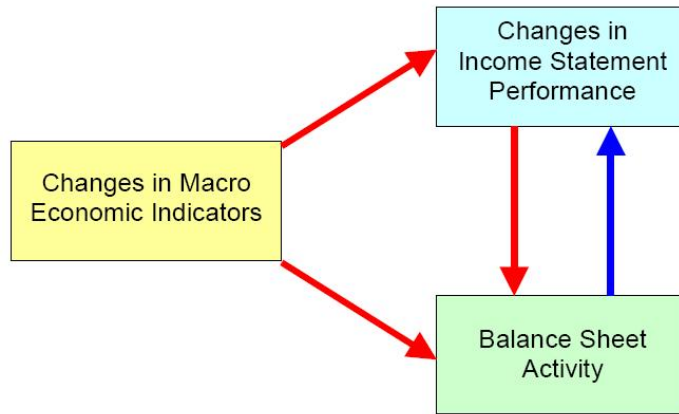 Changes in
Income Statement
Performance
Changes in Macro
Economic Indicators
Balance Sheet
Activity